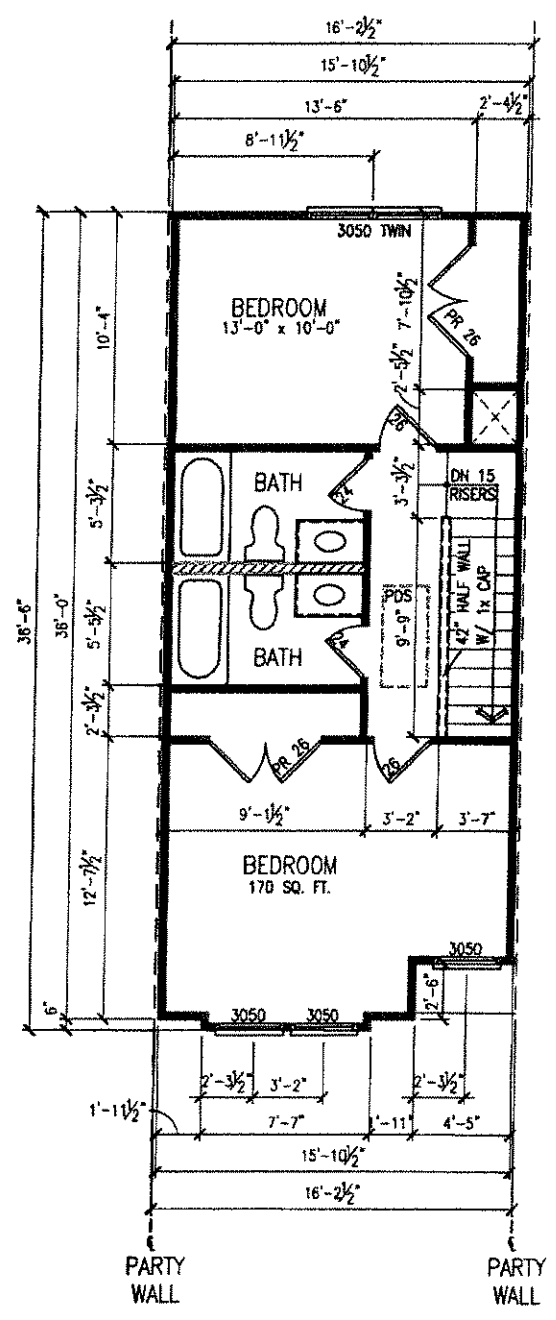 16'-2½"
15'-10½"
13'-6"
2'-4½"
8'-11½"
3050 TWIN
BEDROOM
13'-0" x 10'-0"
7'-10½"
PR 26
10'-4"
2'-5½"
26
BATH
24
3'-3½"
DN 15
RISERS
5'-3½"
36'-6"
36'-0"
42" HALF WALL
W/ 1x CAP
PDS
9'-9"
5'-5½"
24
BATH
2'-3½"
PR 26
26
9'-1½"
3'-2"
3'-7"
12'-7½"
BEDROOM
170 SQ. FT.
3050
2'-6"
6"
3050
3050
2'-3½"
3'-2"
2'-3½"
1'-11½"
7'-7"
1'-11"
4'-5"
15'-10½"
16'-2½"
PARTY
WALL
PARTY
WALL